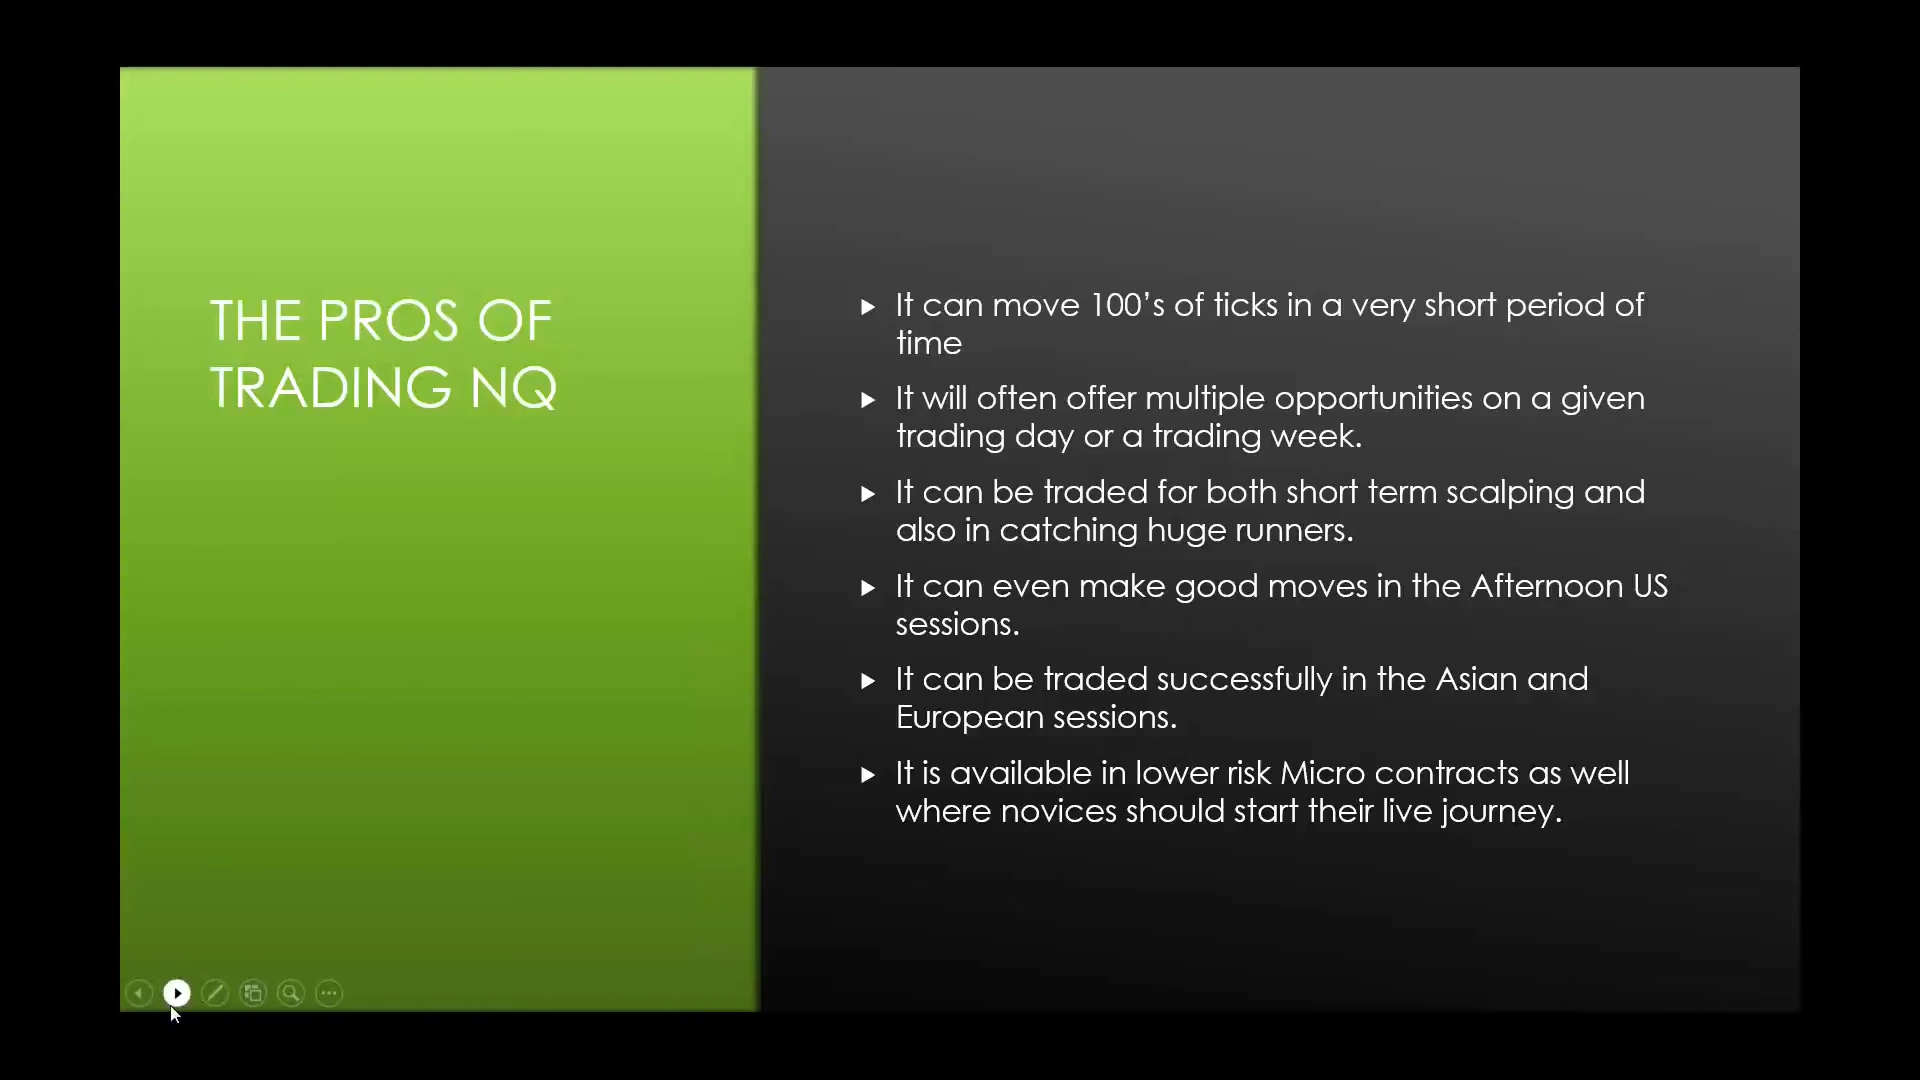 THE PROS OF
TRADING NQ
It can move 100’s of ticks in a very short period of
time
It will often offer multiple opportunities on a given
trading day or a trading week.
It can be traded for both short term scalping and
also in catching huge runners.
It can even make good moves in the Afternoon US
sessions.
It can be traded successfully in the Asian and
European sessions.
It is available in lower risk Micro contracts as well
where novices should start their live journey.